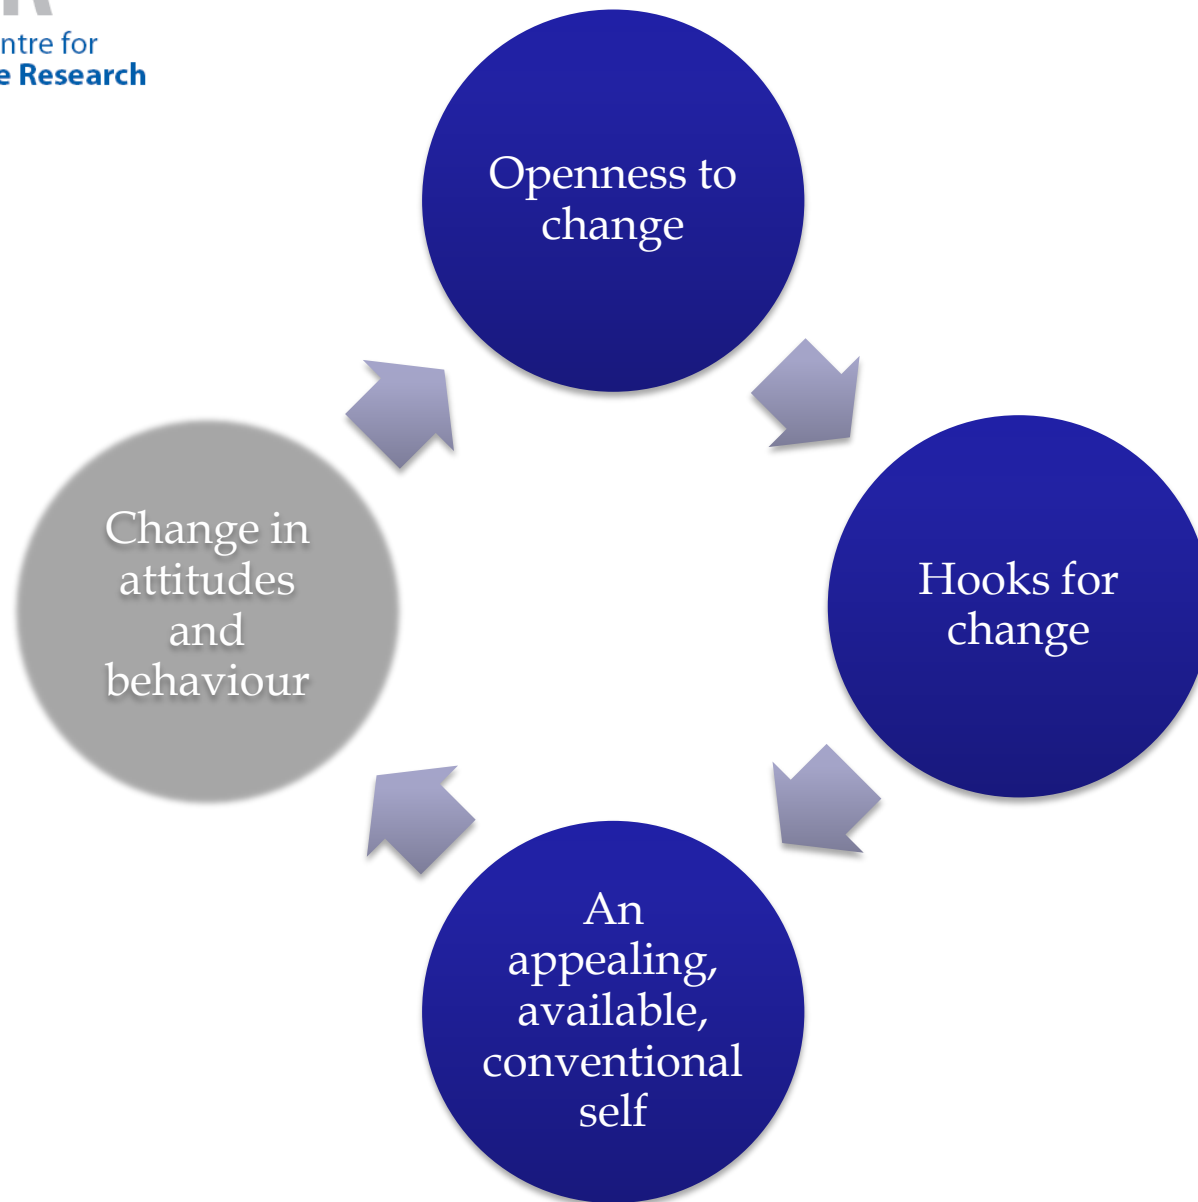 ntre for
e Research
Openness to
change
Hooks for
change
An
appealing,
available,
conventional
self
Change in
attitudes
and
behaviour